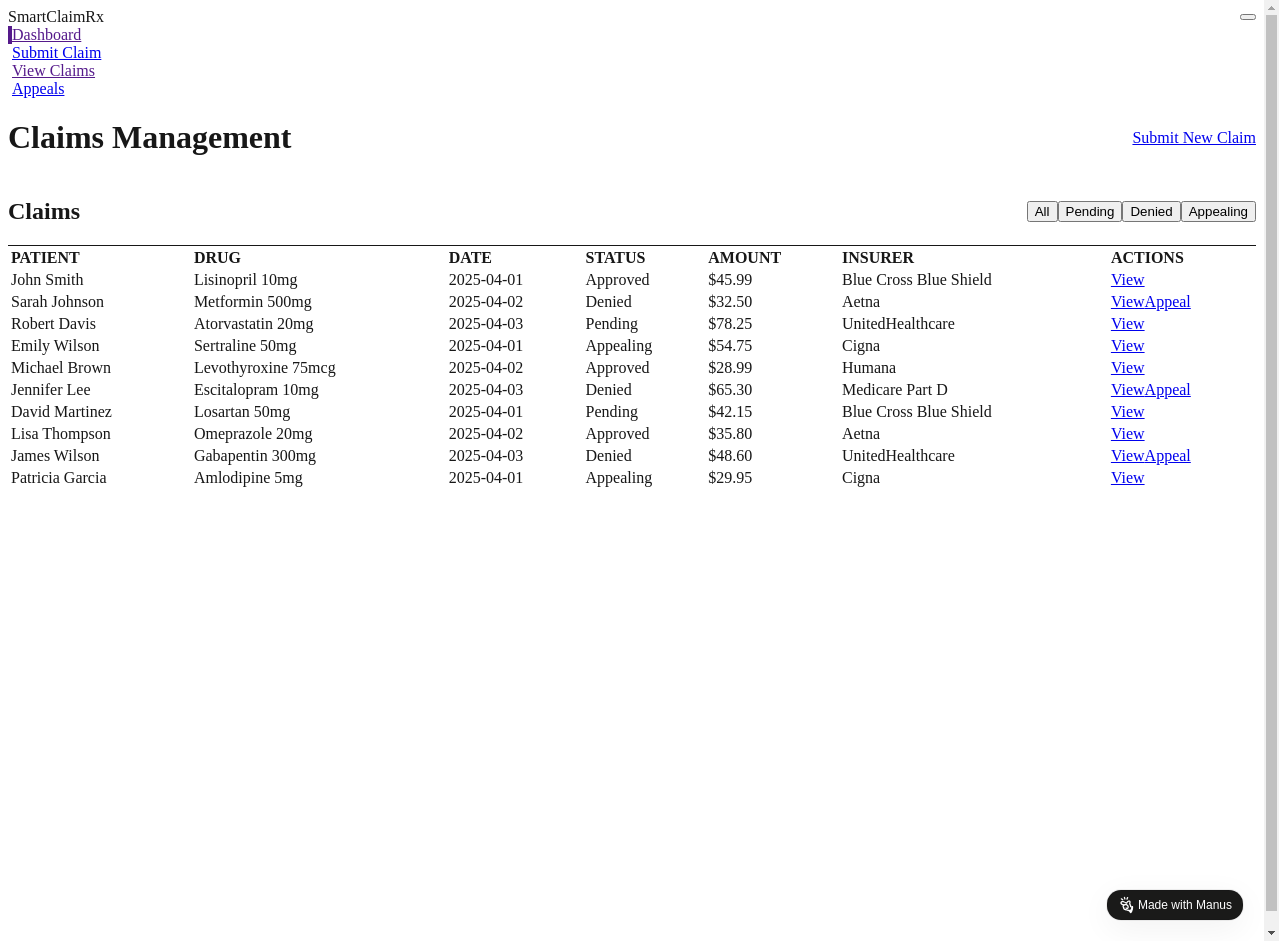 SmartClaimRx
Dashboard
Submit Claim
View Claims
Appeals
Claims Management
Submit New Claim
Claims
All Pending Denied Appealing
PATIENT DRUG DATE STATUS AMOUNT INSURER ACTIONS
John Smith Lisinopril 10mg 2025-04-01 Approved $45.99 Blue Cross Blue Shield View
Sarah Johnson Metformin 500mg 2025-04-02 Denied $32.50 Aetna ViewAppeal
Robert Davis Atorvastatin 20mg 2025-04-03 Pending $78.25 UnitedHealthcare View
Emily Wilson Sertraline 50mg 2025-04-01 Appealing $54.75 Cigna View
Michael Brown Levothyroxine 75mcg 2025-04-02 Approved $28.99 Humana View
Jennifer Lee Escitalopram 10mg 2025-04-03 Denied $65.30 Medicare Part D ViewAppeal
David Martinez Losartan 50mg 2025-04-01 Pending $42.15 Blue Cross Blue Shield View
Lisa Thompson Omeprazole 20mg 2025-04-02 Approved $35.80 Aetna View
James Wilson Gabapentin 300mg 2025-04-03 Denied $48.60 UnitedHealthcare ViewAppeal
Patricia Garcia Amlodipine 5mg 2025-04-01 Appealing $29.95 Cigna View
Made with Manus